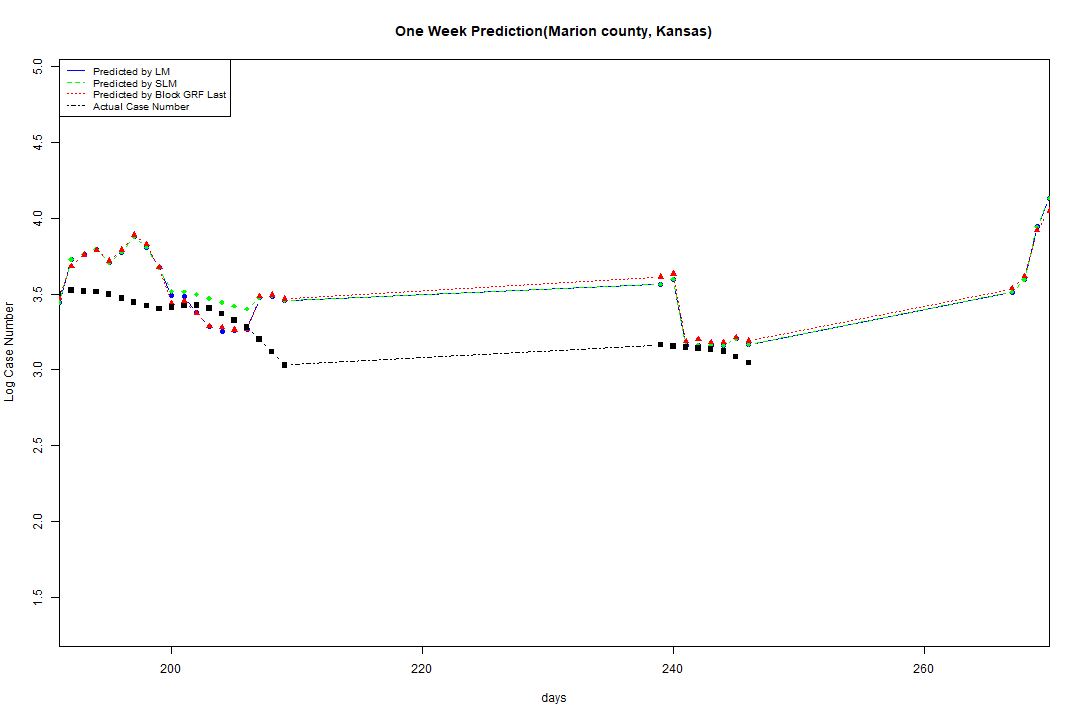 One Week Prediction(Marion county, Kansas)
Predicted by LM
Predicted by SLM
Predicted by Block GRF Last
Actual Case Number
Log Case Number
5.0
4.5
4.0
3.5
3.0
2.5
2.0
1.5
200 220 240 260
days